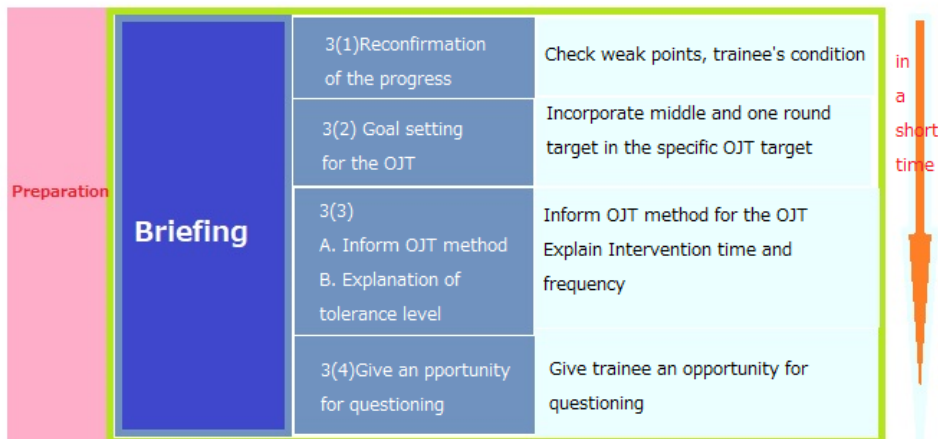 Preparation
Briefing
3(1)Reconfirmation
of the progress
Check weak points, trainee's condition
3(2) Goal setting
for the OJT
Incorporate middle and one round
target in the specific OJT target
3(3)
A. Inform OJT method
B. Explanation of
tolerance level
Inform OJT method for the OJT
Explain Intervention time and
frequency
3(4)Give an pportunity
for questioning
Give trainee an opportunity for
questioning
in
a
short
time